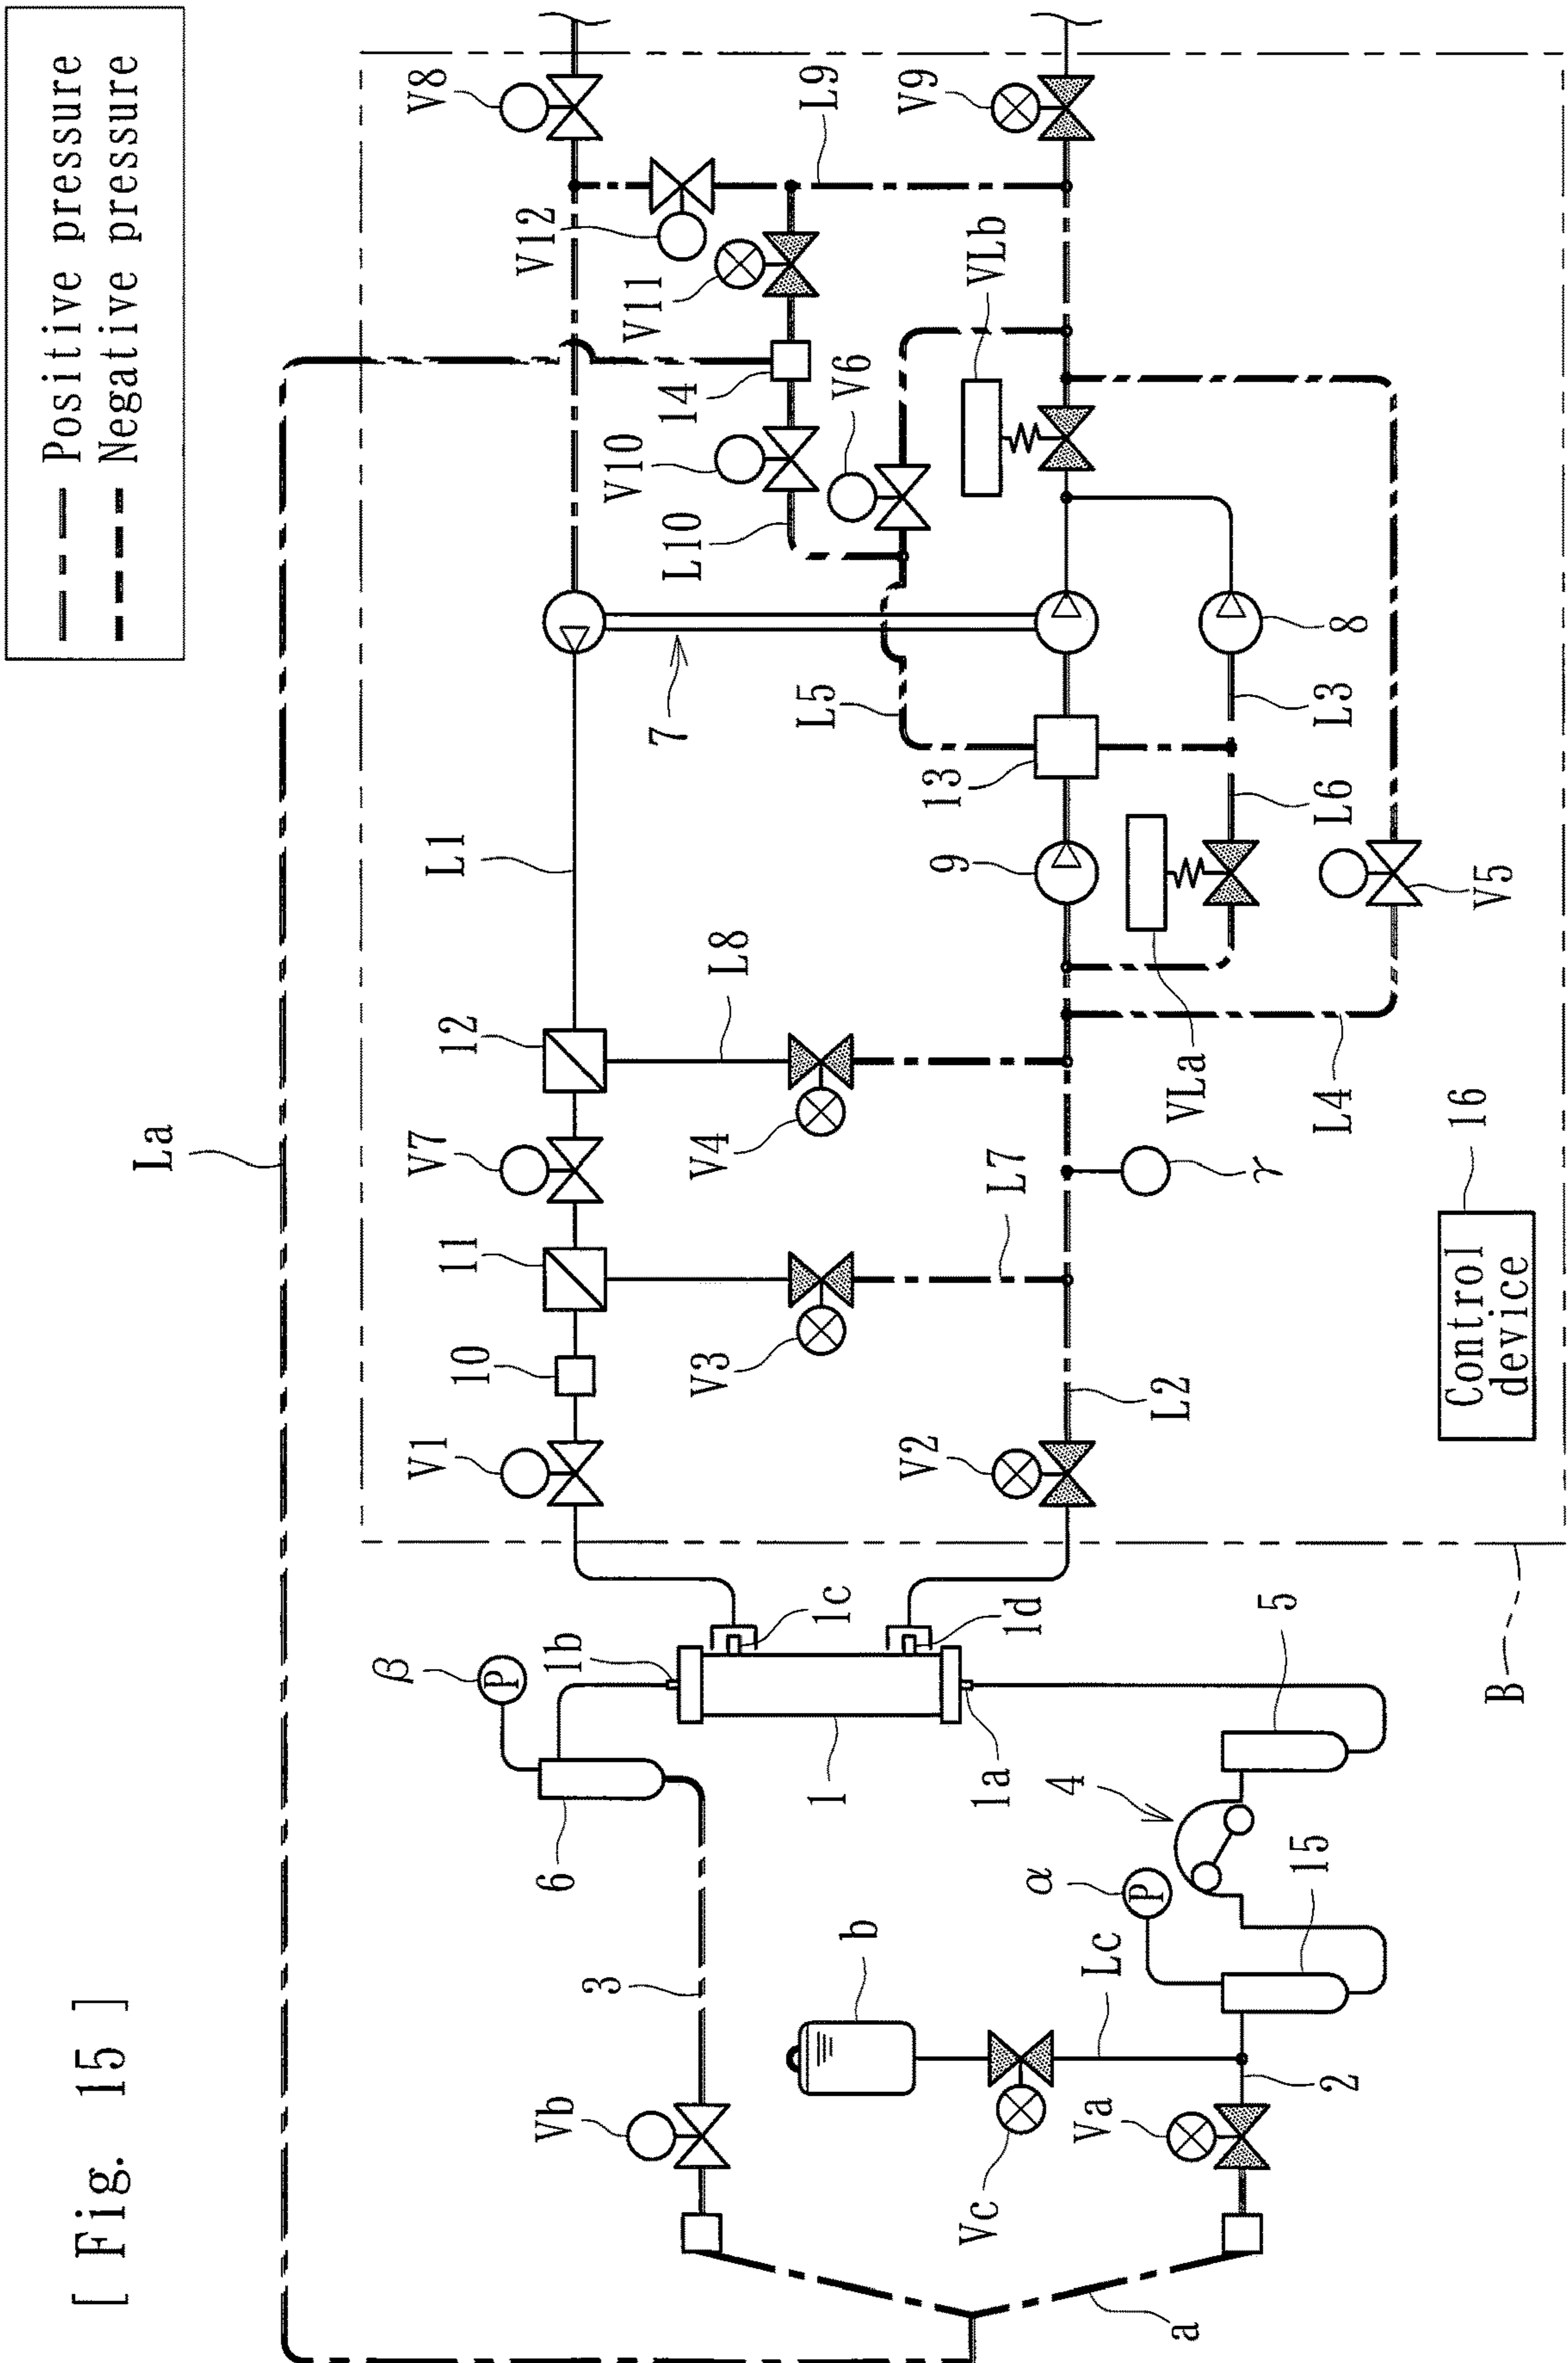 [ Fig. 15 ]
Positive pressure
Negative pressure
La
V8
V9
L9
V12
V11
VLb
14
V6
V10
L10
7
L5
8
L3
13
L6
L1
9
V5
L8
12
VLa
L4
V4
V7
L7
γ
16
11
10
V3
Control
device
L2
V1
V2
B
1c
1d
1b
β
P
5
1
1a
4
6
α
P
15
b
Lc
3
2
Vb
Va
Vc
a